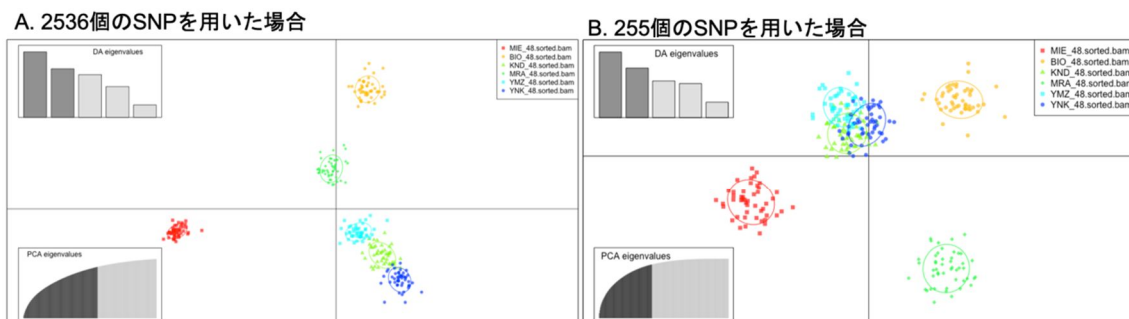 A. 2536個のSNPを用いた場合
DA eigenvalues
MIE_48.sorted.bam
BIO_48.sorted.bam
KND_48.sorted.bam
MRA_48.sorted.bam
YMZ_48.sorted.bam
YNK_48.sorted.bam
PCA eigenvalues
B. 255個のSNPを用いた場合
DA eigenvalues
MIE_48.sorted.bam
BIO_48.sorted.bam
KND_48.sorted.bam
MRA_48.sorted.bam
YMZ_48.sorted.bam
YNK_48.sorted.bam
PCA eigenvalues